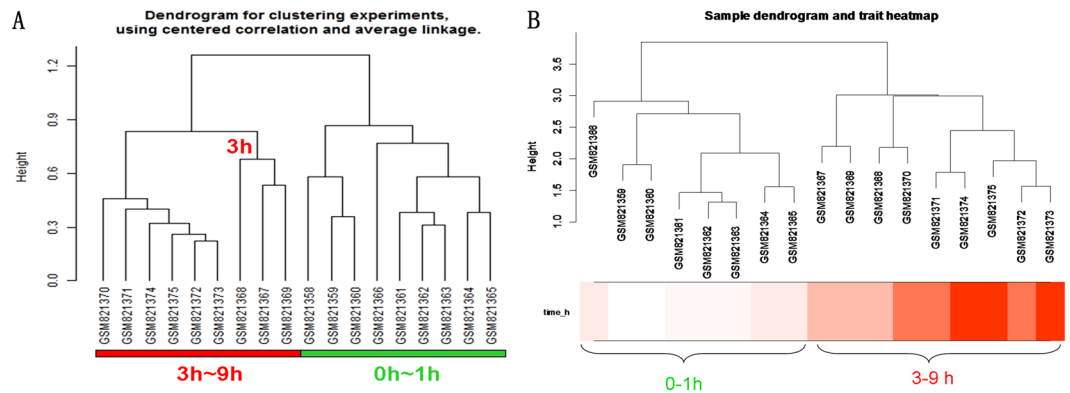 A
Dendrogram for clustering experiments,
using centered correlation and average linkage.
Height
1.2
0.9
0.6
0.3
0.0
3h
GSM821370
GSM821371
GSM821374
GSM821375
GSM821372
GSM821373
GSM821368
GSM821367
GSM821369
GSM821358
GSM821359
GSM821360
GSM821366
GSM821361
GSM821362
GSM821363
GSM821364
GSM821365
3h~9h
0h~1h
B
Sample dendrogram and trait heatmap
Height
3.5
3.0
2.5
2.0
1.5
1.0
GSM821366
GSM821359
GSM821360
GSM821361
GSM821362
GSM821363
GSM821364
GSM821365
GSM821367
GSM821369
GSM821368
GSM821370
GSM821371
GSM821374
GSM821375
GSM821372
GSM821373
time_h
0-1h
3-9 h